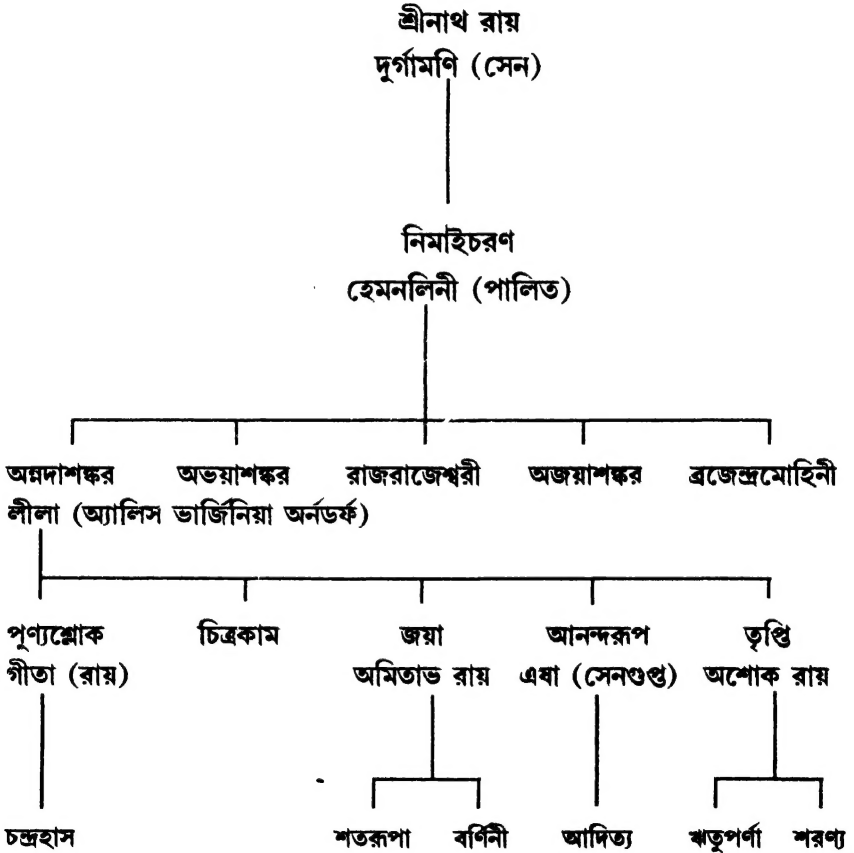 শ্রীনাথ রায়
দুর্গামণি (সেন)
নিমাইচরণ
হেমনলিনী (পালিত)
অন্নদাশঙ্কর অভয়াশঙ্কর রাজরাজেশ্বরী অজয়াশঙ্কর ব্রজেন্দ্রমোহিনী
লীলা (অ্যালিস ভার্জিনিয়া অর্নডর্ফ)
পুণ্যশ্লোক চিত্রকাম জয়া আনন্দরূপ তৃপ্তি
গীতা (রায়) অমিতাভ রায় এষা (সেনগুপ্ত) অশোক রায়
চন্দ্রহাস শতরূপা বর্ণিনী আদিত্য ঋতুপর্ণা শরণ্য